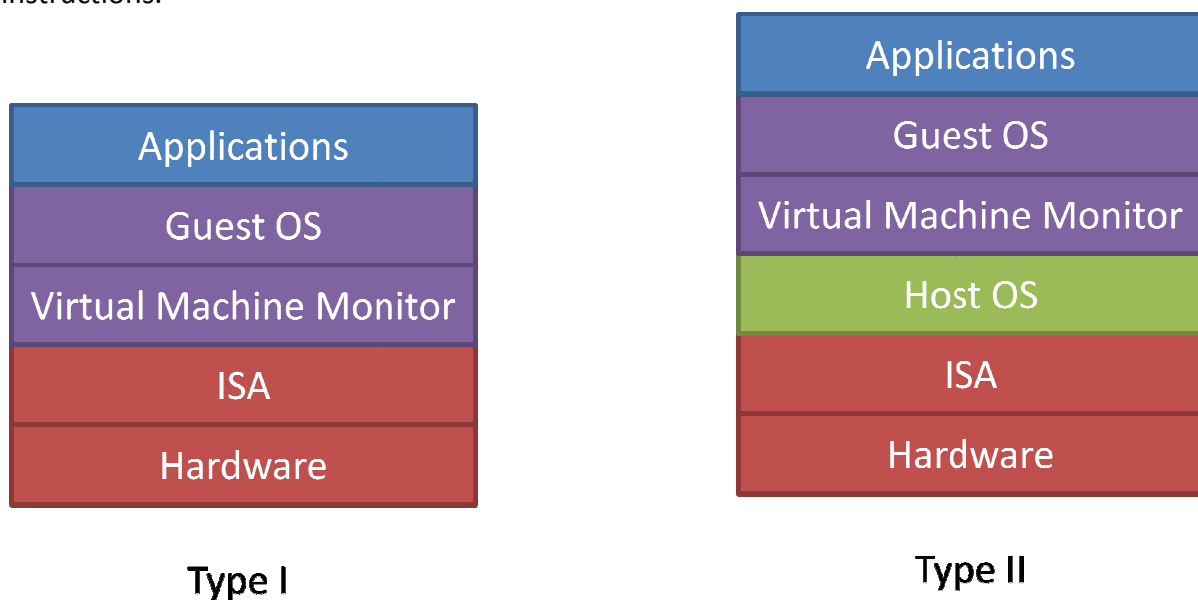 instructions.
Applications
Guest OS
Virtual Machine Monitor
ISA
Hardware
Type I
Applications
Guest OS
Virtual Machine Monitor
Host OS
ISA
Hardware
Type II